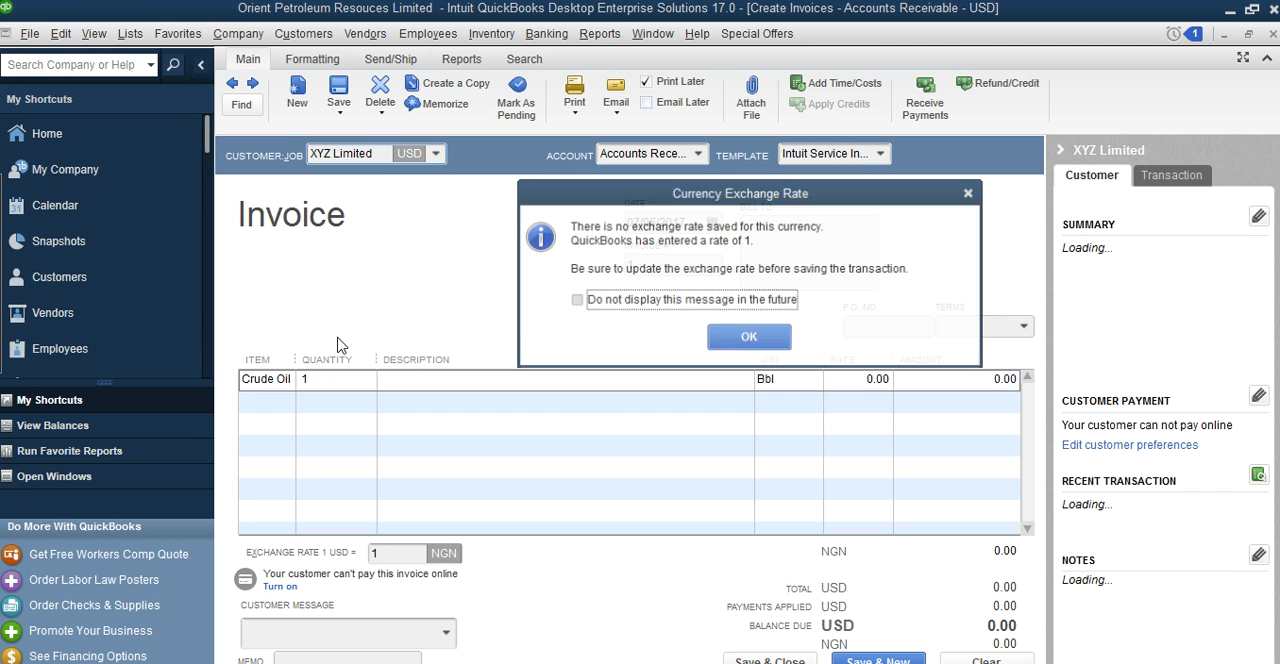 Orient Petroleum Resouces Limited - Intuit QuickBooks Desktop Enterprise Solutions 17.0 - [Create Invoices - Accounts Receivable - USD]
File Edit View Lists Favorites Company Customers Vendors Employees Inventory Banking Reports Window Help Special Offers 1
Search Company or Help
Main Formatting Send/Ship Reports Search
Find New Save Delete Create a Copy Memorize Mark As Pending Print Email Print Later Email Later Attach File Add Time/Costs Apply Credits Receive Payments Refund/Credit
My Shortcuts
Home
My Company
Calendar
Snapshots
Customers
Vendors
Employees
My Shortcuts
View Balances
Run Favorite Reports
Open Windows
Do More With QuickBooks
Get Free Workers Comp Quote
Order Labor Law Posters
Order Checks & Supplies
Promote Your Business
See Financing Options
CUSTOMER:JOB XYZ Limited USD ACCOUNT Accounts Rece... TEMPLATE Intuit Service In...
Invoice
DATE
07/05/2017
Currency Exchange Rate
There is no exchange rate saved for this currency.
QuickBooks has entered a rate of 1.
Be sure to update the exchange rate before saving the transaction.
Do not display this message in the future
OK
P.O. NO. TERMS
ITEM QUANTITY DESCRIPTION U/M RATE AMOUNT
Crude Oil 1 Bbl 0.00 0.00
EXCHANGE RATE 1 USD = 1 NGN NGN 0.00
Your customer can't pay this invoice online
Turn on
CUSTOMER MESSAGE
MEMO
TOTAL USD 0.00
PAYMENTS APPLIED USD 0.00
BALANCE DUE USD 0.00
NGN 0.00
Save & Close Save & New Clear
XYZ Limited
Customer Transaction
SUMMARY
Loading...
CUSTOMER PAYMENT
Your customer can not pay online
Edit customer preferences
RECENT TRANSACTION
Loading...
NOTES
Loading...